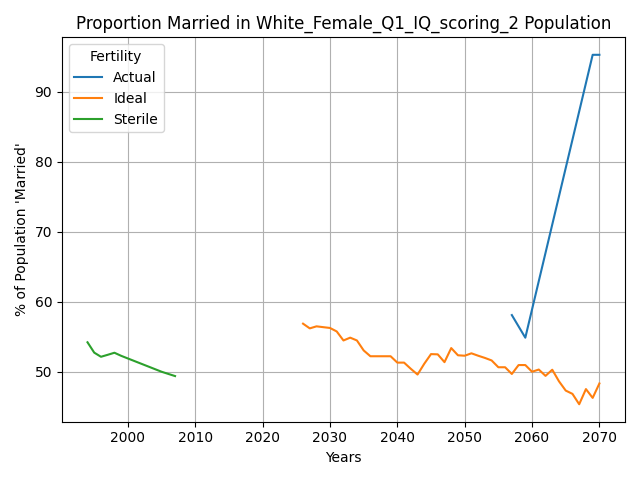 Proportion Married in White_Female_Q1_IQ_scoring_2 Population
Fertility
Actual
Ideal
Sterile
% of Population 'Married'
90
80
70
60
50
2000 2010 2020 2030 2040 2050 2060 2070
Years